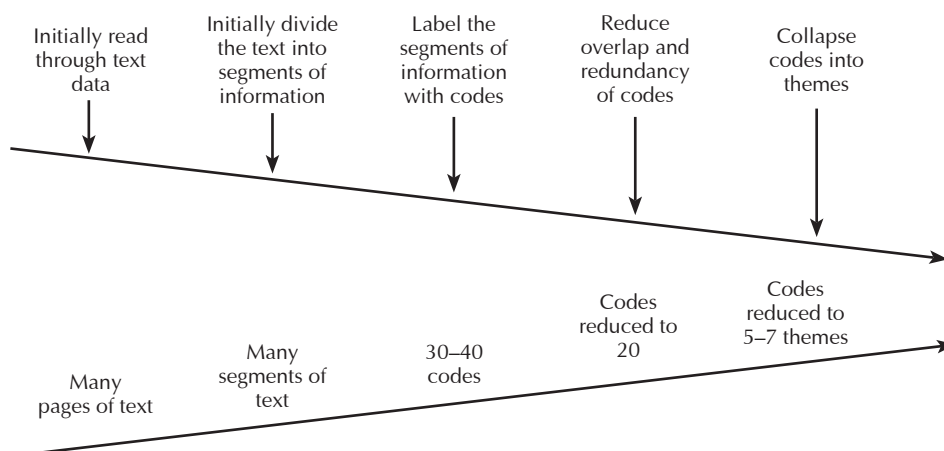 Initially read
through text
data
Initially divide
the text into
segments of
information
Label the
segments of
information
with codes
Reduce
overlap and
redundancy
of codes
Collapse
codes into
themes
Many
pages of text
Many
segments of
text
30–40
codes
Codes
reduced to
20
Codes
reduced to
5–7 themes